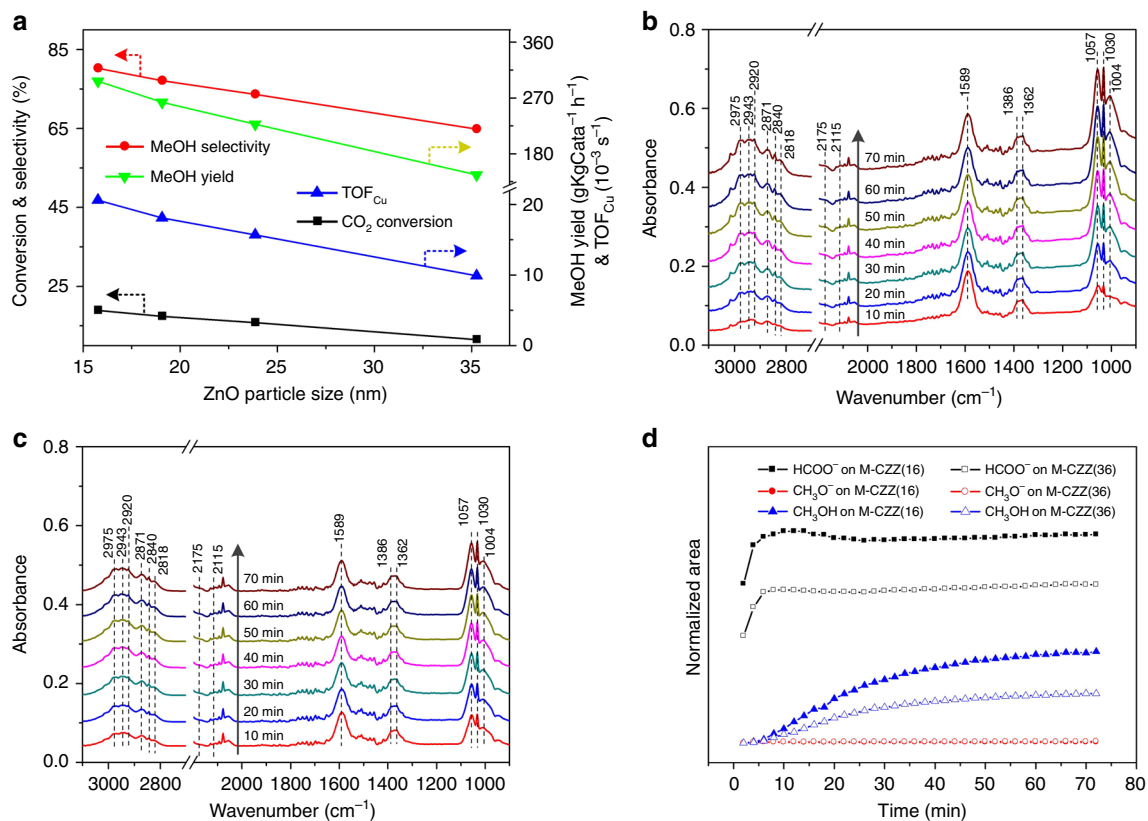 a
Conversion & selectivity (%)
85
65
45
25
MeOH selectivity
MeOH yield
TOF_Cu
CO₂ conversion
360
270
180
20
10
0
MeOH yield (gKgCata⁻¹ h⁻¹)
& TOF_Cu (10⁻³ s⁻¹)
15 20 25 30 35
ZnO particle size (nm)
b
Absorbance
0.8
0.6
0.4
0.2
0.0
2975
2943
2920
2871
2840
2818
2175
2115
1589
1386
1362
1057
1030
1004
70 min
60 min
50 min
40 min
30 min
20 min
10 min
3000 2800 2000 1800 1600 1400 1200 1000
Wavenumber (cm⁻¹)
c
Absorbance
0.8
0.6
0.4
0.2
0.0
2975
2943
2920
2871
2840
2818
2175
2115
1589
1386
1362
1057
1030
1004
70 min
60 min
50 min
40 min
30 min
20 min
10 min
3000 2800 2000 1800 1600 1400 1200 1000
Wavenumber (cm⁻¹)
d
Normalized area
HCOO⁻ on M-CZZ(16) HCOO⁻ on M-CZZ(36)
CH₃O⁻ on M-CZZ(16) CH₃O⁻ on M-CZZ(36)
CH₃OH on M-CZZ(16) CH₃OH on M-CZZ(36)
0 10 20 30 40 50 60 70 80
Time (min)